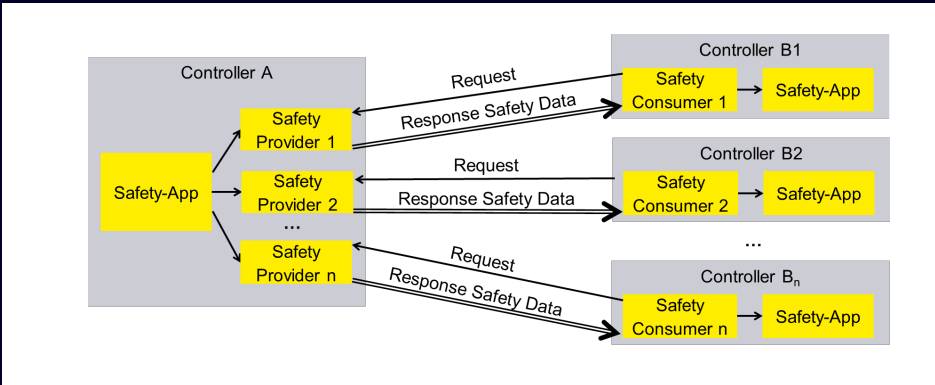 Controller A
Safety-App
Safety
Provider 1
Safety
Provider 2
...
Safety
Provider n
Request
Response Safety Data
Request
Response Safety Data
Request
Response Safety Data
Controller B1
Safety
Consumer 1
Safety-App
Controller B2
Safety
Consumer 2
Safety-App
...
Controller Bn
Safety
Consumer n
Safety-App